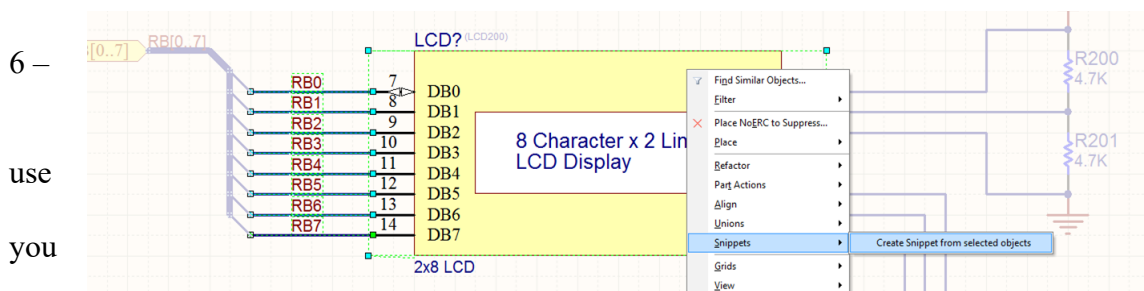 LCD? (LCD200)
B[0..7] RB[0..7]
6 –
R200
4.7K
RB0 7 DB0
RB1 8 DB1
RB2 9 DB2
RB3 10 DB3
RB4 11 DB4
RB5 12 DB5
RB6 13 DB6
RB7 14 DB7
8 Character x 2 Lin
LCD Display
2x8 LCD
Find Similar Objects...
Filter
Place NoERC to Suppress...
Place
Refactor
Part Actions
Align
Unions
Snippets
Create Snippet from selected objects
Grids
View
R201
4.7K
use
you